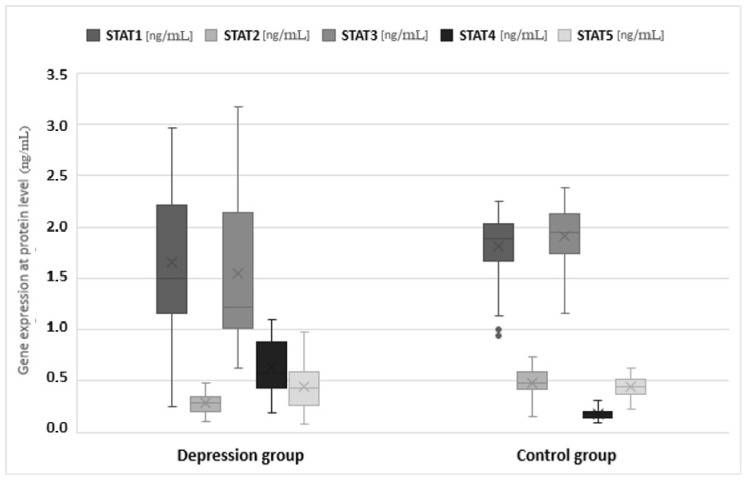 STAT1 [ng/mL] STAT2 [ng/mL] STAT3 [ng/mL] STAT4 [ng/mL] STAT5 [ng/mL]
Gene expression at protein level (ng/mL)
3.5
3.0
2.5
2.0
1.5
1.0
0.5
0.0
Depression group Control group